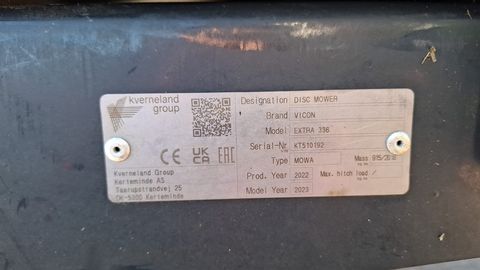 kverneland
group
Designation DISC MOWER
Brand VICON
Model EXTRA 336
Serial-Nr KT510192
Type MOWA Mass
Prod. Year 2022 Max. hitch load /
Model Year 2023
CE UK CA EAC
Kverneland Group
Kerteminde AS
Taarupstrandvej 25
DK-5300 Kerteminde